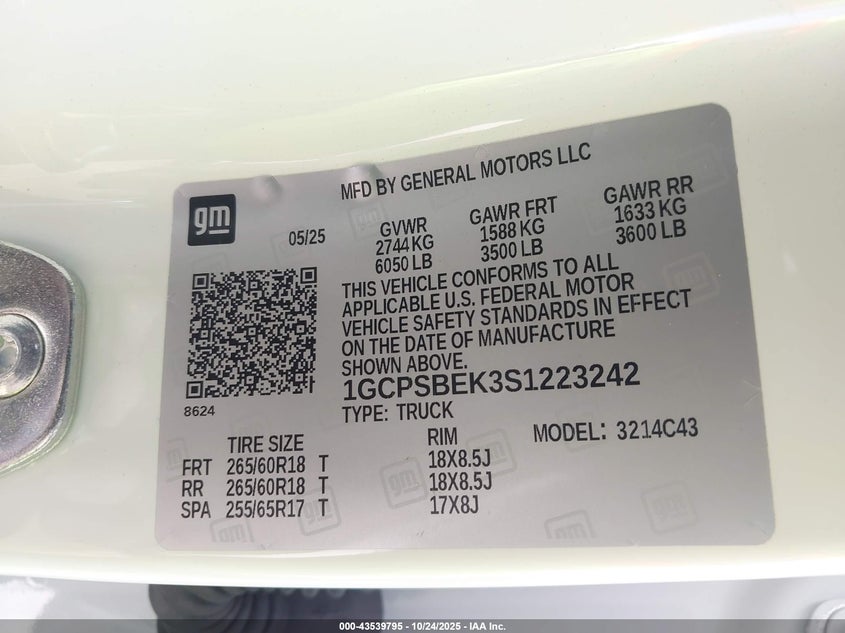 MFD BY GENERAL MOTORS LLC
gm
05/25
GVWR
2744 KG
6050 LB
GAWR FRT
1588 KG
3500 LB
GAWR RR
1633 KG
3600 LB
THIS VEHICLE CONFORMS TO ALL
APPLICABLE U.S. FEDERAL MOTOR
VEHICLE SAFETY STANDARDS IN EFFECT
ON THE DATE OF MANUFACTURE
SHOWN ABOVE.
1GCPSBEK3S1223242
8624
TYPE: TRUCK
MODEL: 3214C43
TIRE SIZE RIM
FRT 265/60R18 T 18X8.5J
RR 265/60R18 T 18X8.5J
SPA 255/65R17 T 17X8J
000-43539795 - 10/24/2025 - IAA Inc.